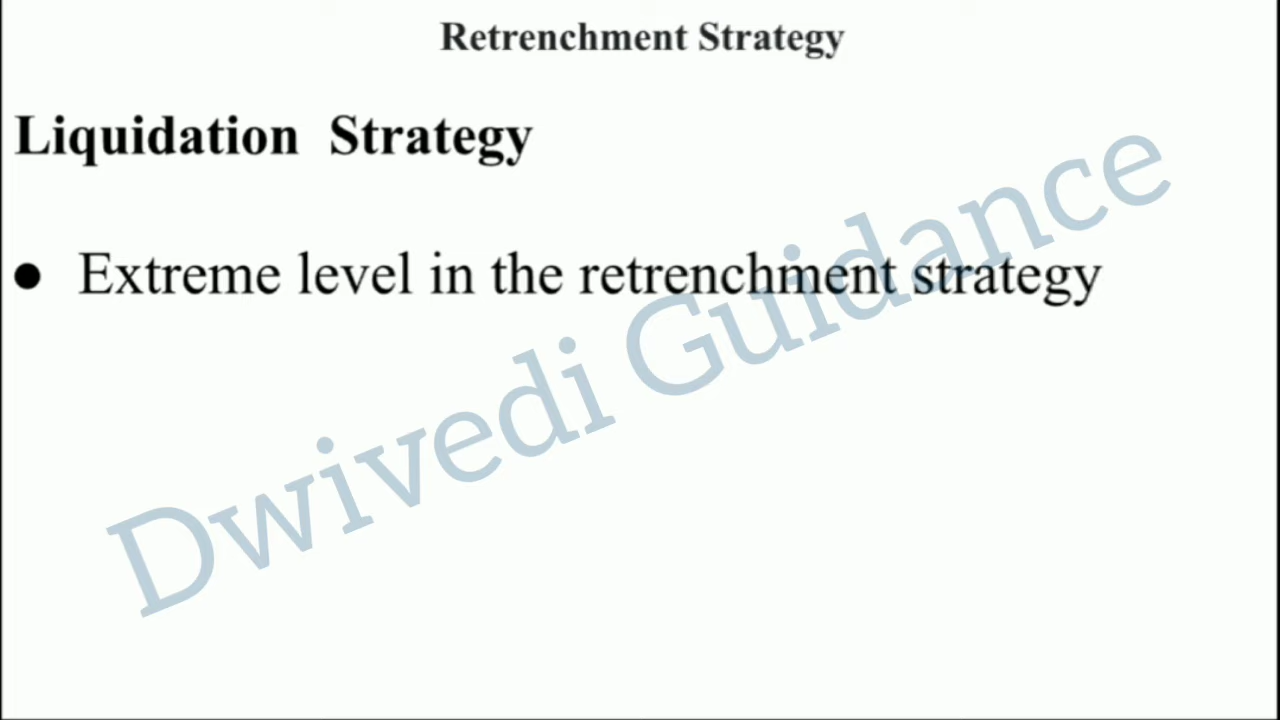 Retrenchment Strategy
Liquidation Strategy
● Extreme level in the retrenchment strategy
Dwivedi Guidance